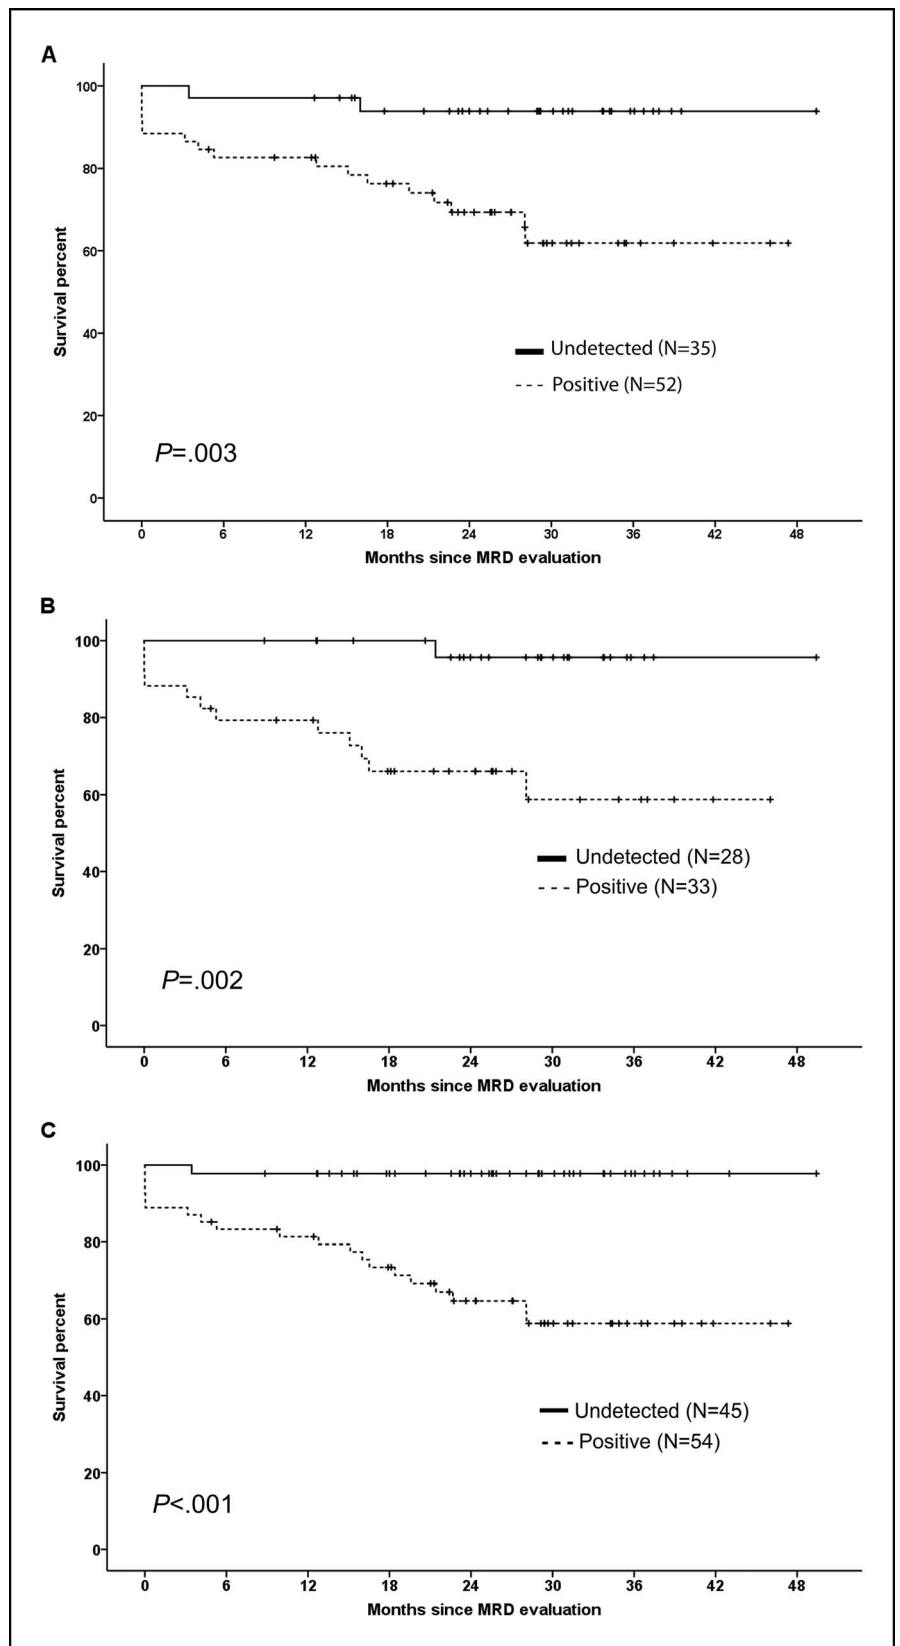 A
100
80
60
40
20
0
Survival percent
Undetected (N=35)
Positive (N=52)
P=.003
0 6 12 18 24 30 36 42 48
Months since MRD evaluation
B
100
80
60
40
20
0
Survival percent
Undetected (N=28)
Positive (N=33)
P=.002
0 6 12 18 24 30 36 42 48
Months since MRD evaluation
C
100
80
60
40
20
0
Survival percent
Undetected (N=45)
Positive (N=54)
P<.001
0 6 12 18 24 30 36 42 48
Months since MRD evaluation